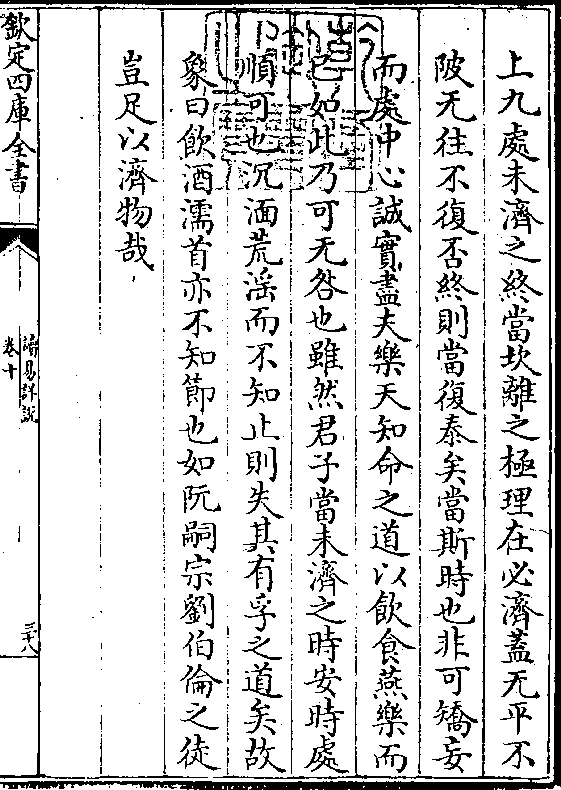 上九處未濟之終當坎離之極理在必濟蓋无平不
陂无往不復否終則當復泰矣當斯時也非可矯妄
而處中心誠實盡夫樂天知命之道以飲食燕樂而
已如此乃可无咎也雖然君子當未濟之時安時處
順可也沉湎荒淫而不知止則失其有孚之道矣故
象曰飲酒濡首亦不知節也如阮嗣宗劉伯倫之徒
豈足以濟物哉
欽定四庫全書
讀易詳說
卷十
三十八